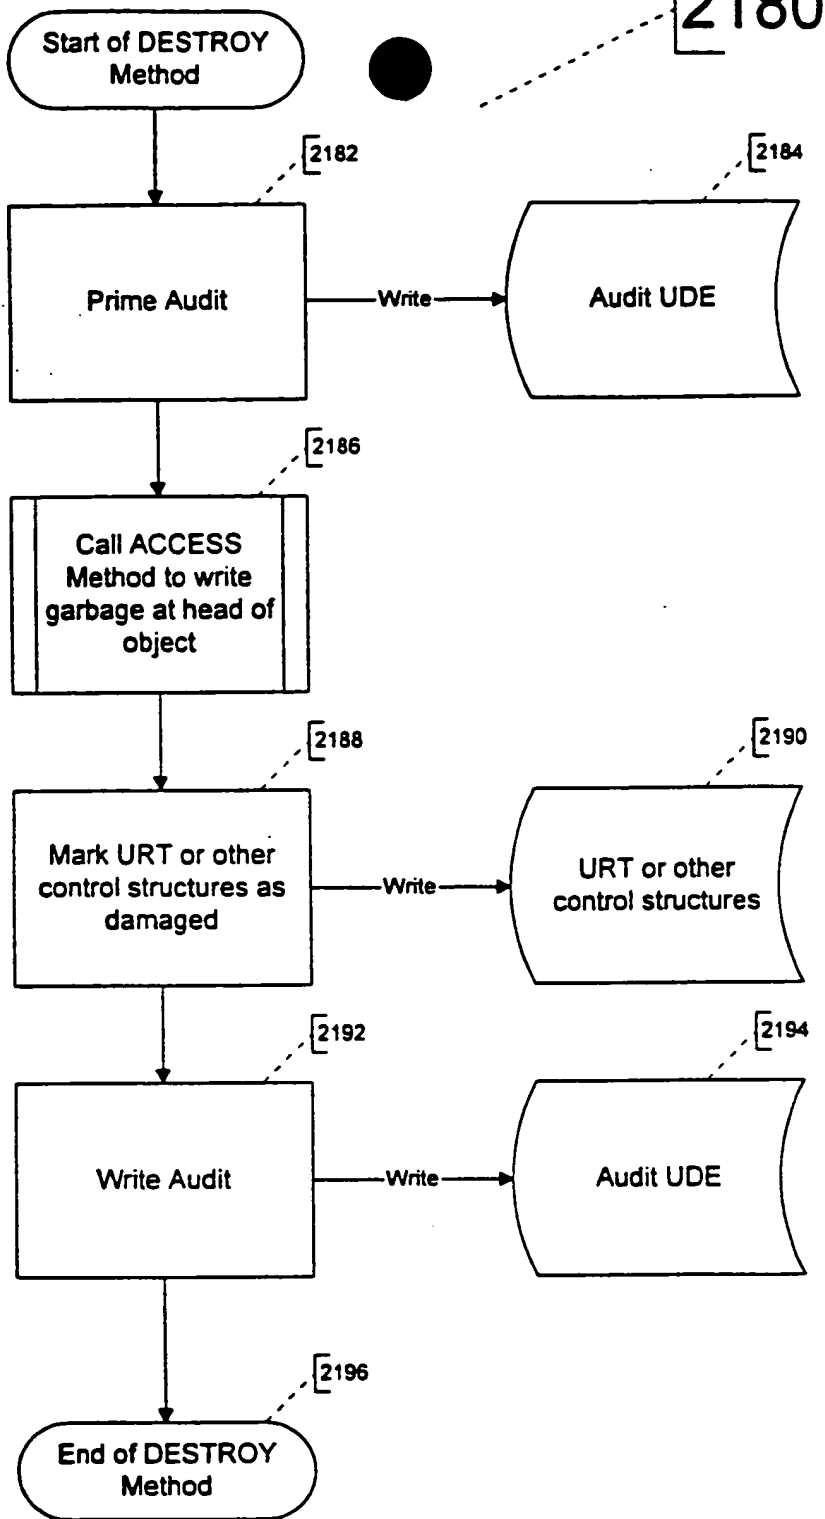 2180
Start of DESTROY
Method
2182
2184
Prime Audit
Write
Audit UDE
2186
Call ACCESS
Method to write
garbage at head of
object
2188
2190
Mark URT or other
control structures as
damaged
Write
URT or other
control structures
2192
2194
Write Audit
Write
Audit UDE
2196
End of DESTROY
Method